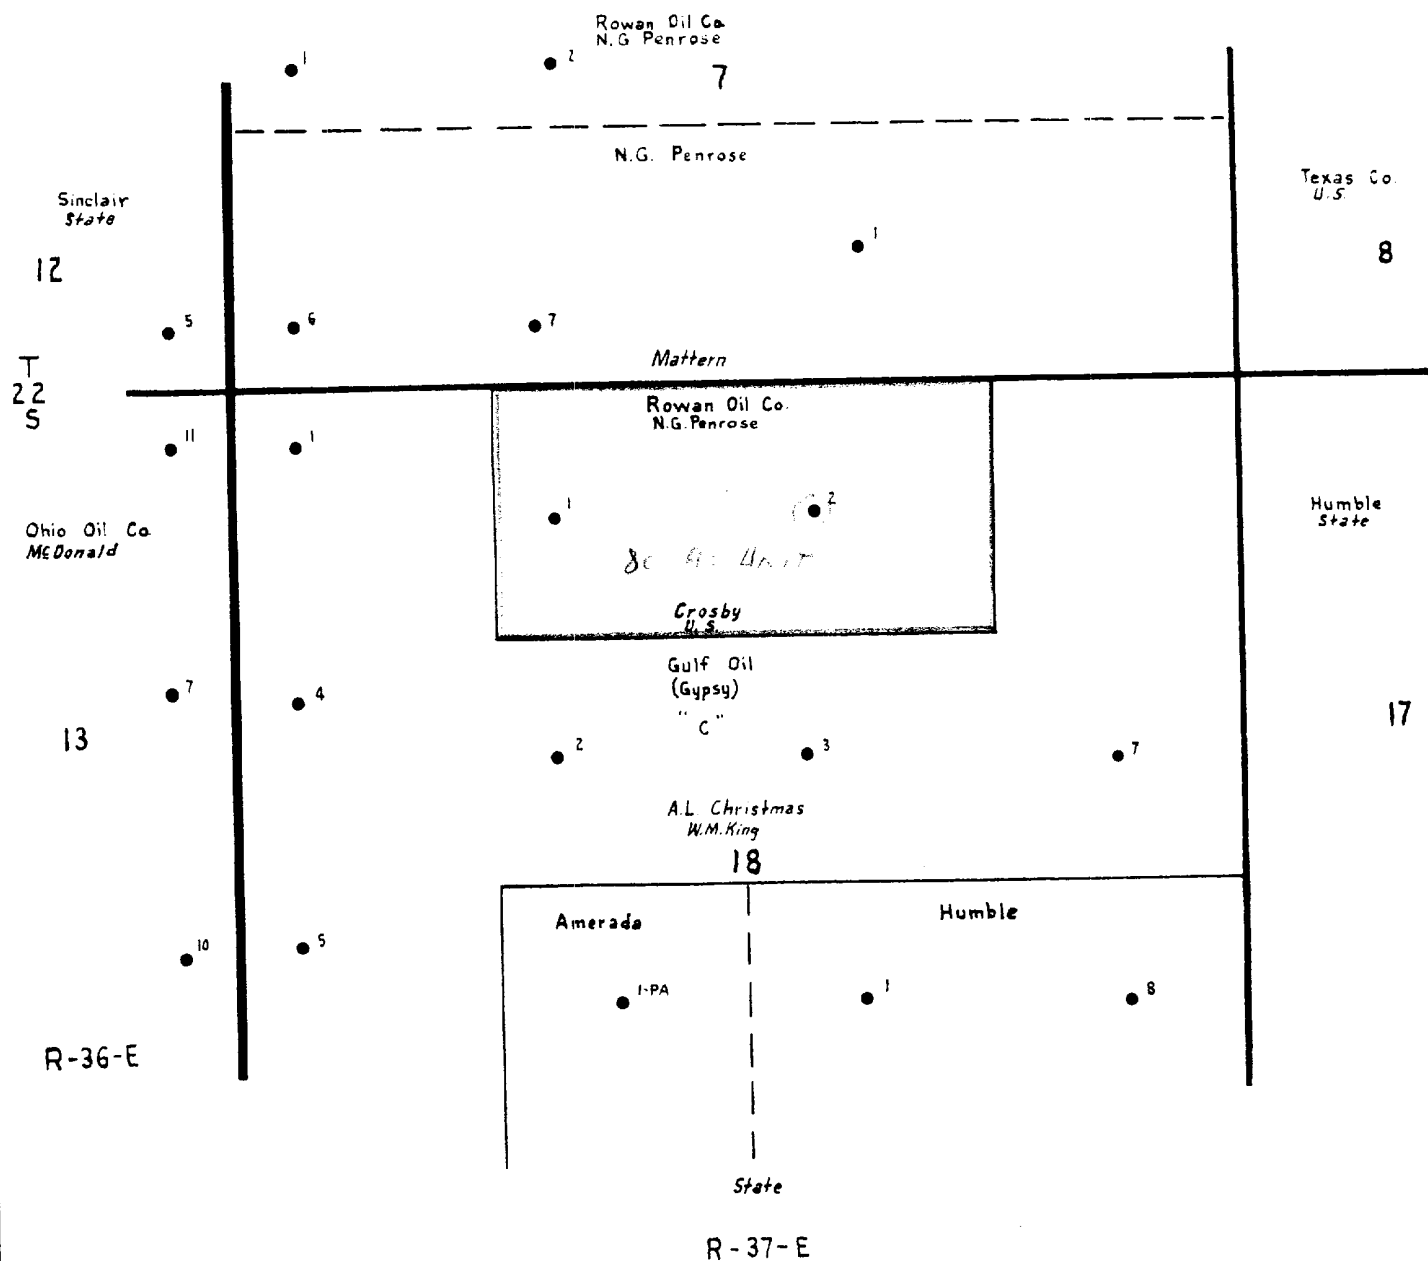 Rowan Oil Co.
N.G Penrose
1
2
7
N.G. Penrose
Sinclair
State
Texas Co.
U.S.
1
12
8
5
6
7
Mattern
T
22
S
Rowan Oil Co.
N.G. Penrose
11
1
1
2
Ohio Oil Co.
McDonald
Humble
State
Unit
Crosby
U.S.
Gulf Oil
(Gypsy)
"C"
7
4
13
17
2
3
7
A.L Christmas
W.M. King
18
Amerada
Humble
10
5
1-PA
1
8
R-36-E
State
R-37-E